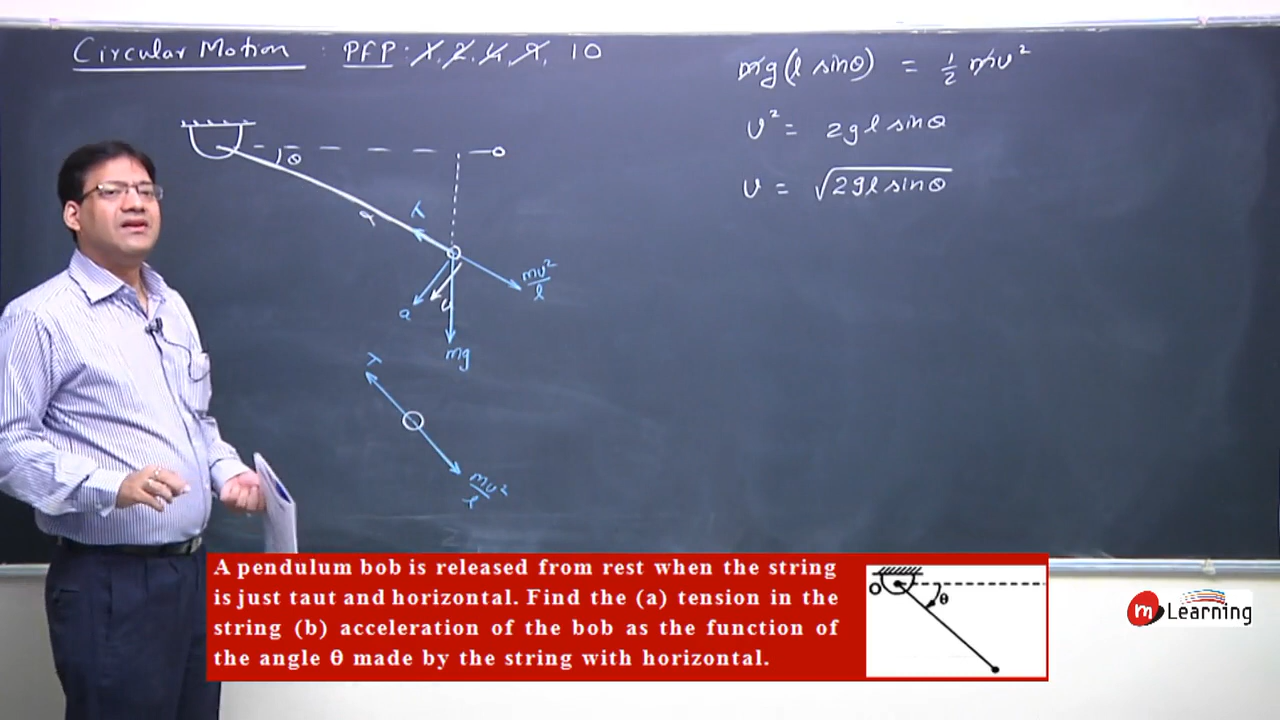 Circular Motion : PFP : 1, 2, 4, 9, 10
mg(l sinθ) = 1/2 mv²
v² = 2gl sinθ
v = √2gl sinθ
θ
T
mv²/l
a
v
mg
T
mv²/l
A pendulum bob is released from rest when the string
is just taut and horizontal. Find the (a) tension in the
string (b) acceleration of the bob as the function of
the angle θ made by the string with horizontal.
O
θ
m Learning